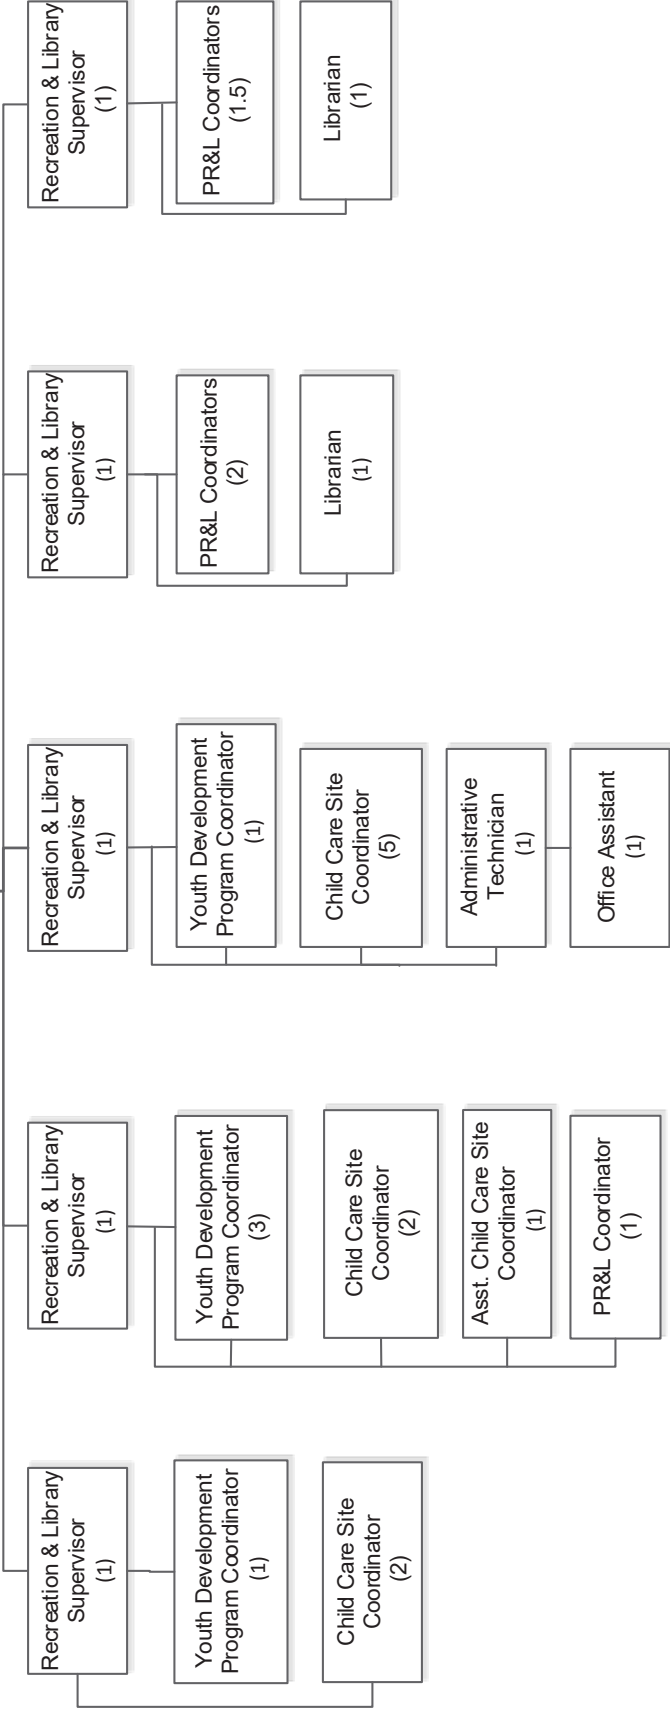 Recreation & Library
Supervisor
(1)
Youth Development
Program Coordinator
(1)
Child Care Site
Coordinator
(2)
Recreation & Library
Supervisor
(1)
Youth Development
Program Coordinator
(3)
Child Care Site
Coordinator
(2)
Asst. Child Care Site
Coordinator
(1)
PR&L Coordinator
(1)
Recreation & Library
Supervisor
(1)
Youth Development
Program Coordinator
(1)
Child Care Site
Coordinator
(5)
Administrative
Technician
(1)
Office Assistant
(1)
Recreation & Library
Supervisor
(1)
PR&L Coordinators
(2)
Librarian
(1)
Recreation & Library
Supervisor
(1)
PR&L Coordinators
(1.5)
Librarian
(1)